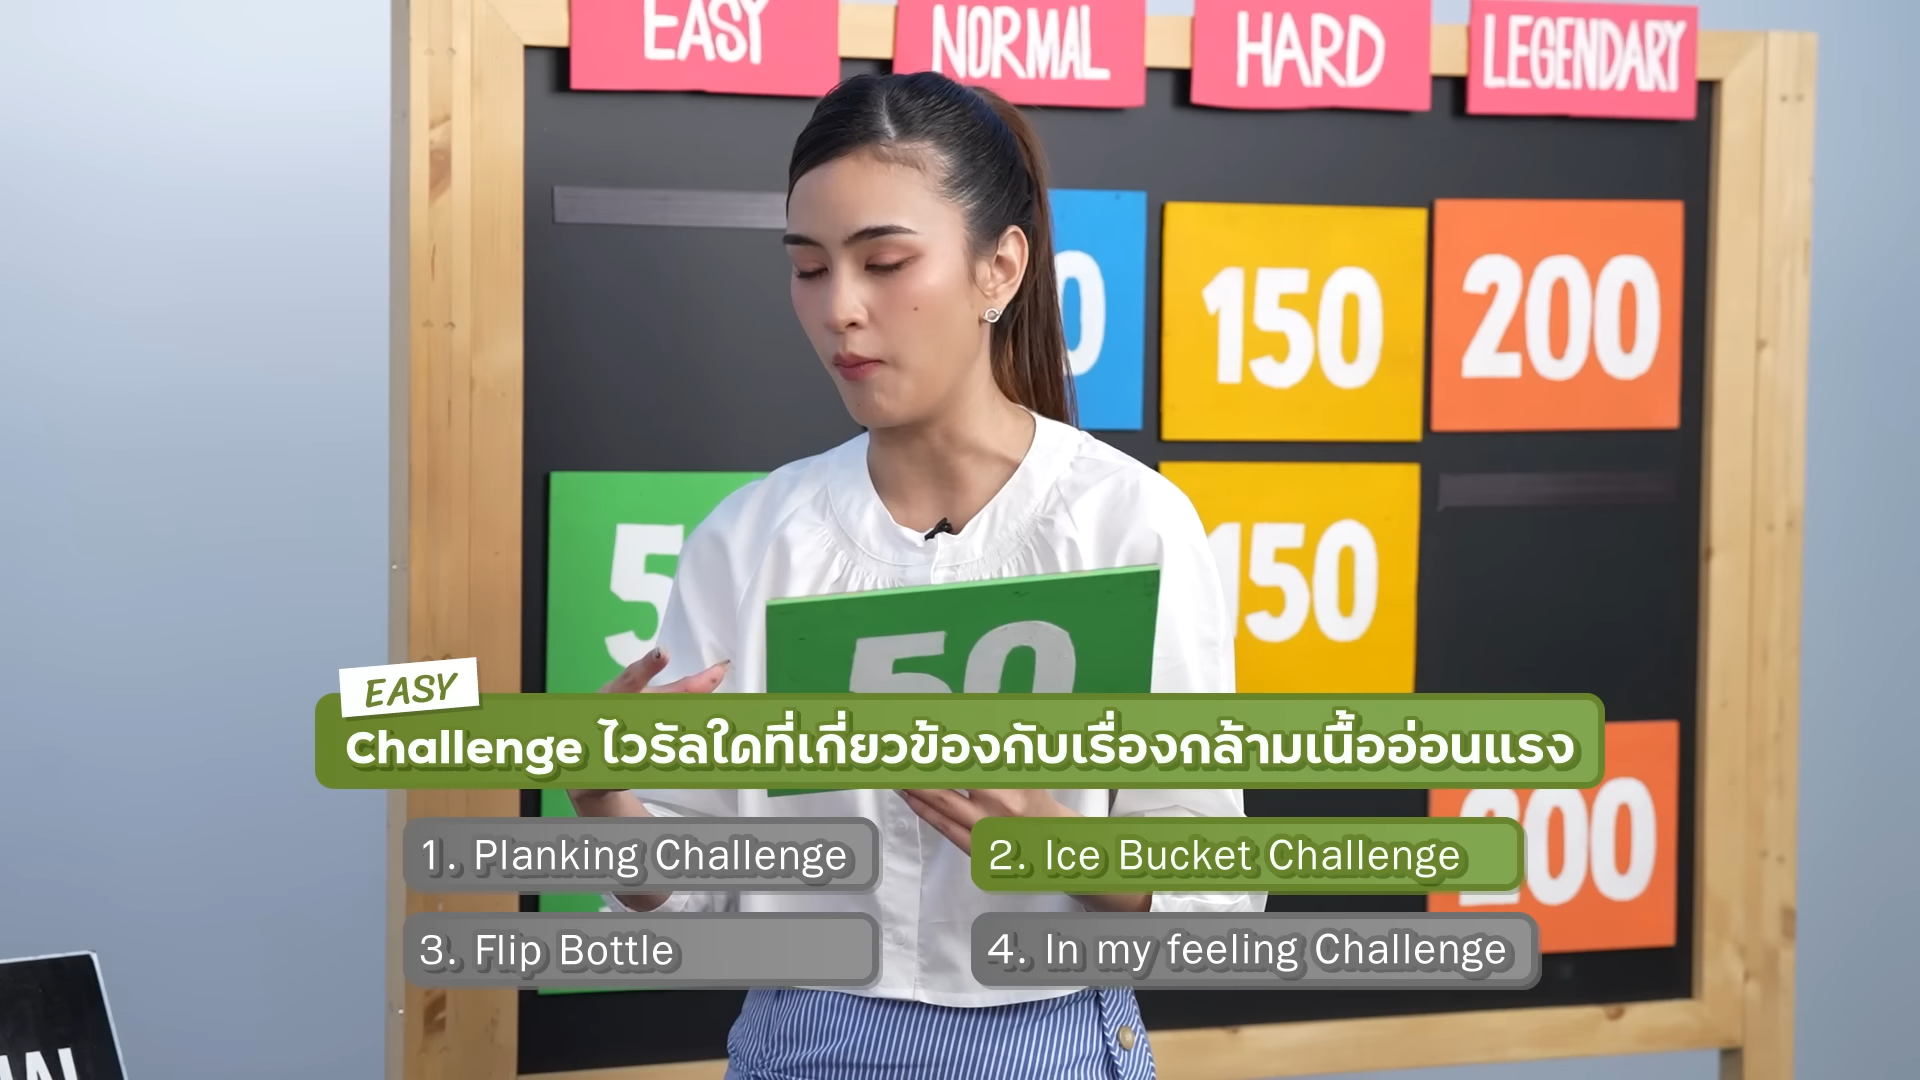 EASY
NORMAL
HARD
LEGENDARY
150
200
150
50
EASY
Challenge ไวรัลใดที่เกี่ยวข้องกับเรื่องกล้ามเนื้ออ่อนแรง
1. Planking Challenge
2. Ice Bucket Challenge
3. Flip Bottle
4. In my feeling Challenge
200